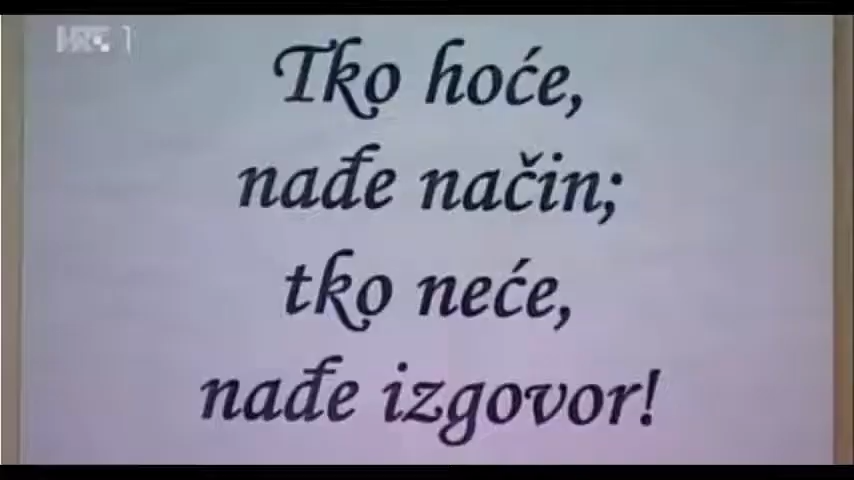 HRT 1
Tko hoće,
nađe način;
tko neće,
nađe izgovor!